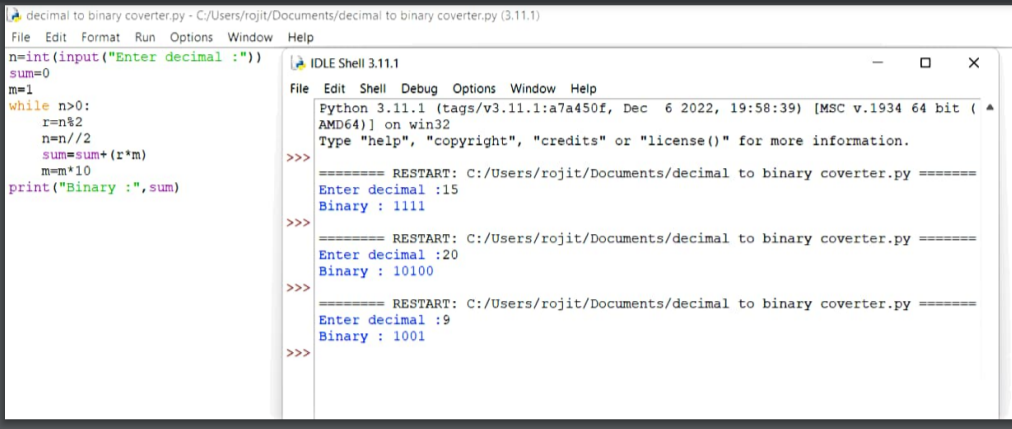 decimal to binary coverter.py - C:/Users/rojit/Documents/decimal to binary coverter.py (3.11.1)
File Edit Format Run Options Window Help
n=int(input("Enter decimal :"))
sum=0
m=1
while n>0:
    r=n%2
    n=n//2
    sum=sum+(r*m)
    m=m*10
print("Binary :",sum)
IDLE Shell 3.11.1
File Edit Shell Debug Options Window Help
Python 3.11.1 (tags/v3.11.1:a7a450f, Dec  6 2022, 19:58:39) [MSC v.1934 64 bit (
AMD64)] on win32
Type "help", "copyright", "credits" or "license()" for more information.
>>>
======== RESTART: C:/Users/rojit/Documents/decimal to binary coverter.py =======
Enter decimal :15
Binary : 1111
>>>
======== RESTART: C:/Users/rojit/Documents/decimal to binary coverter.py =======
Enter decimal :20
Binary : 10100
>>>
======== RESTART: C:/Users/rojit/Documents/decimal to binary coverter.py =======
Enter decimal :9
Binary : 1001
>>>